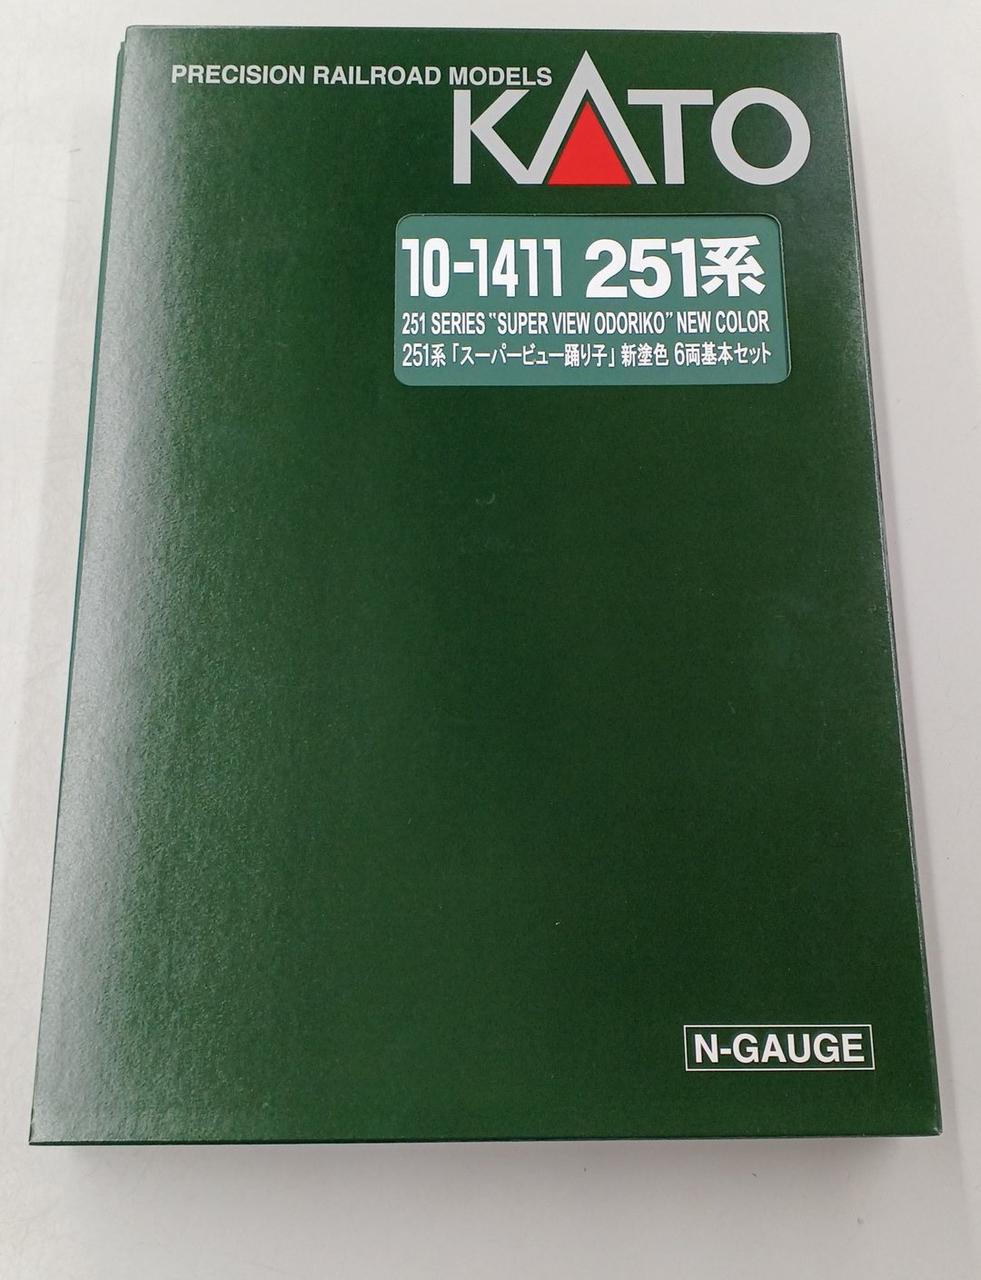 PRECISION RAILROAD MODELS
KATO
10-1411 251系
251 SERIES "SUPER VIEW ODORIKO" NEW COLOR
251系「スーパービュー踊り子」新塗色 6両基本セット
N-GAUGE